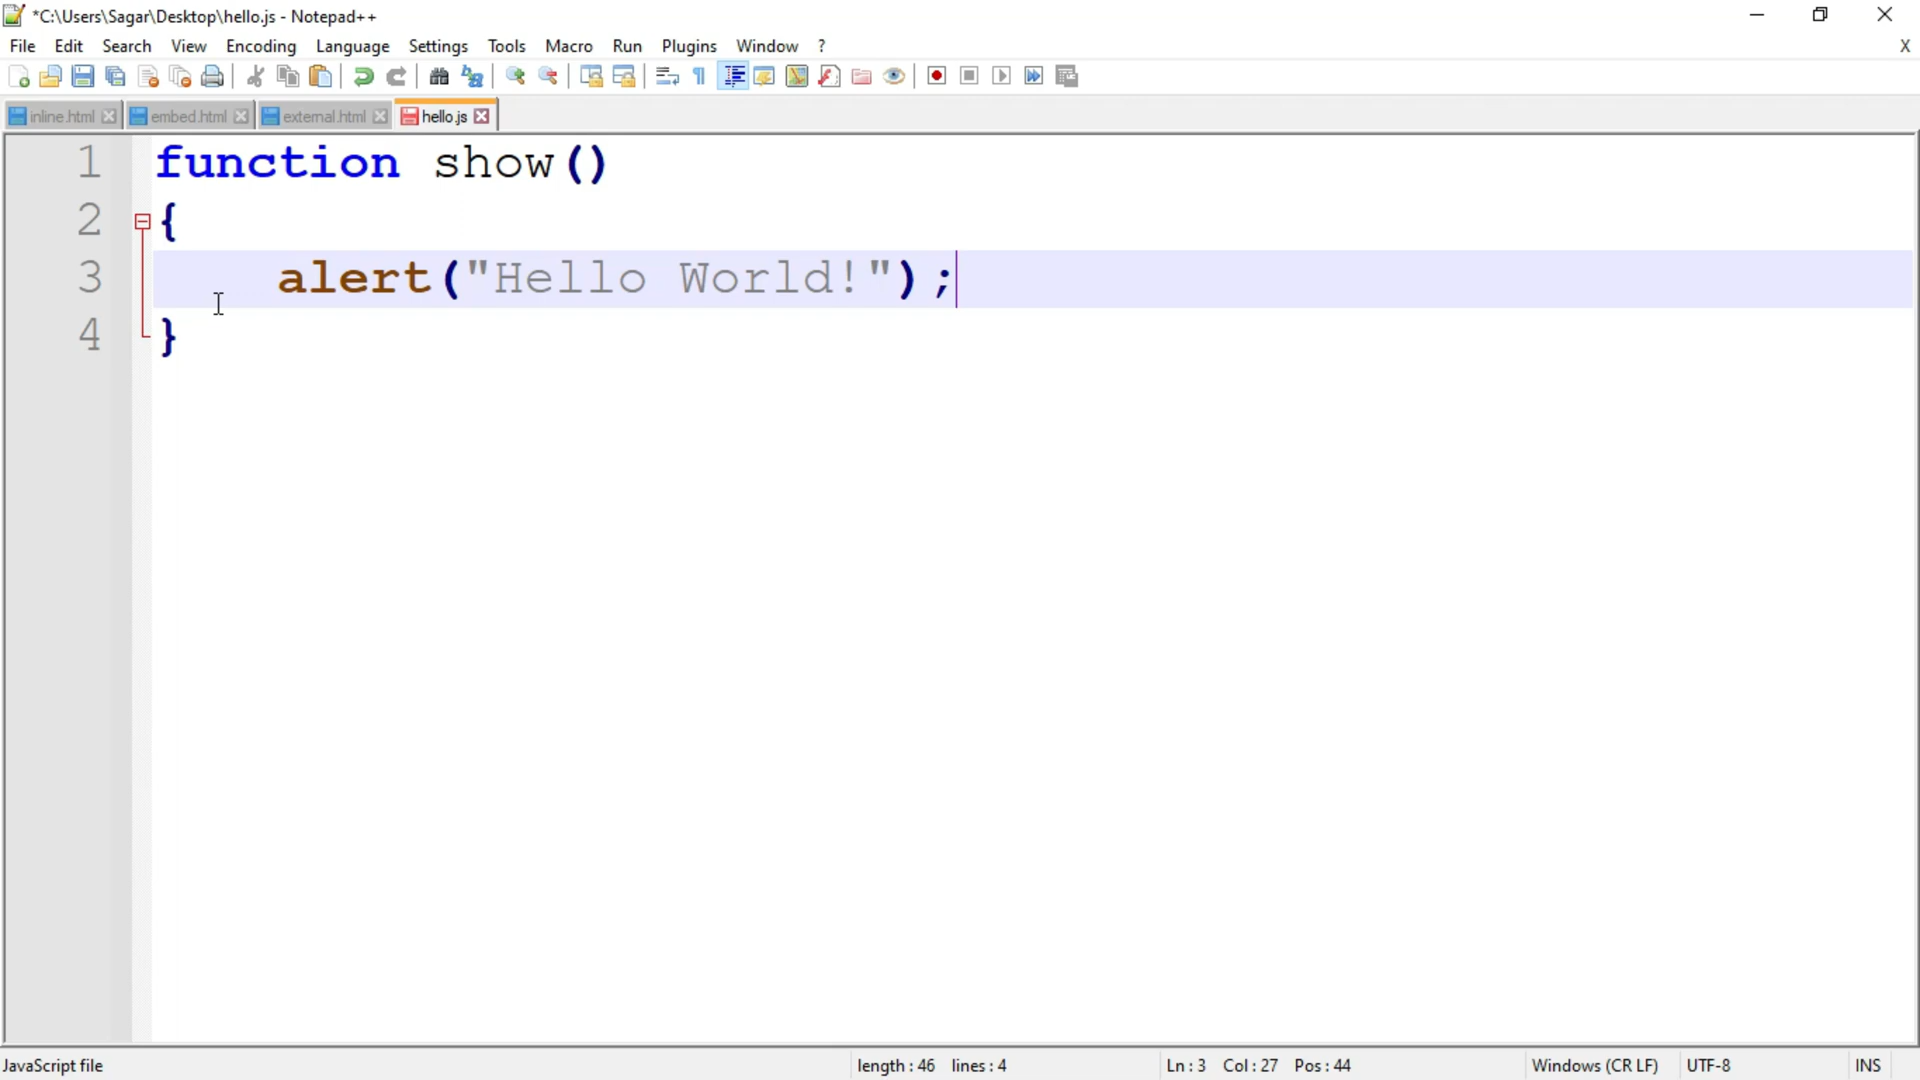 *C:\Users\Sagar\Desktop\hello.js - Notepad++
File Edit Search View Encoding Language Settings Tools Macro Run Plugins Window ? X
inline.html embed.html external.html hello.js
1 function show()
2 {
3 alert("Hello World!");
4 }
JavaScript file length : 46 lines : 4 Ln : 3 Col : 27 Pos : 44 Windows (CR LF) UTF-8 INS